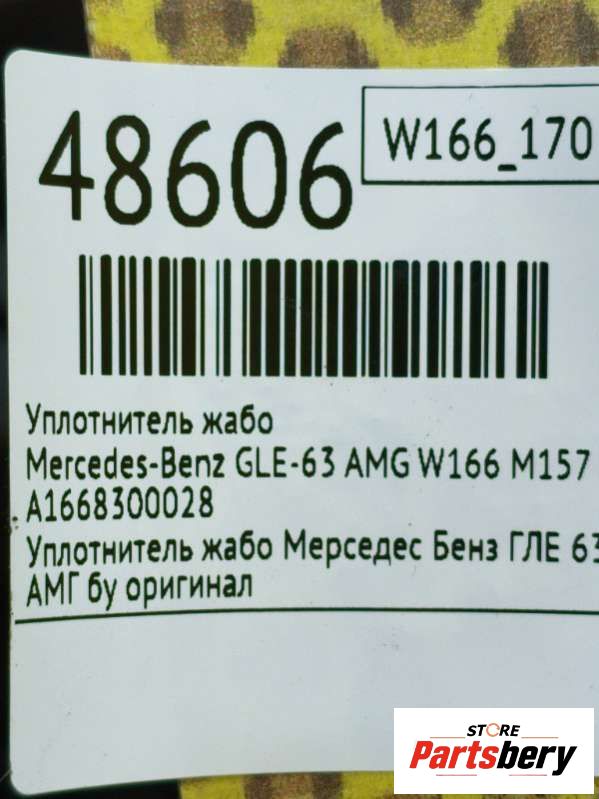 48606
W166_170
Уплотнитель жабо
Mercedes-Benz GLE-63 AMG W166 M157
A1668300028
Уплотнитель жабо Мерседес Бенз ГЛЕ 63
АМГ бу оригинал
STORE
Partsbery